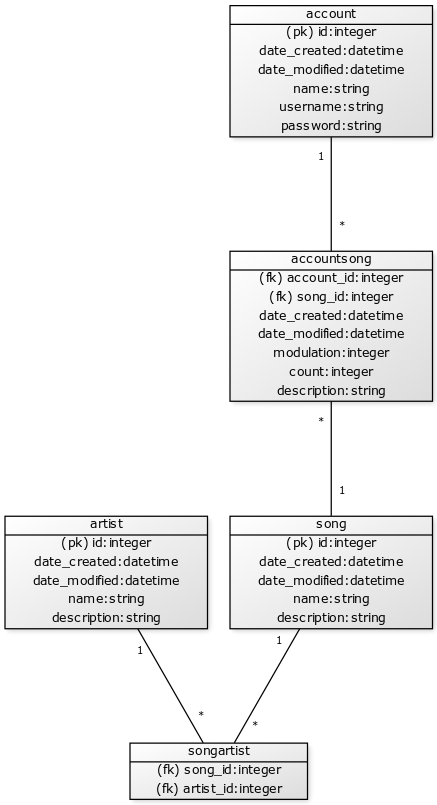 account
(pk) id:integer
date_created:datetime
date_modified:datetime
name:string
username:string
password:string
1
*
accountsong
(fk) account_id:integer
(fk) song_id:integer
date_created:datetime
date_modified:datetime
modulation:integer
count:integer
description:string
*
1
artist
(pk) id:integer
date_created:datetime
date_modified:datetime
name:string
description:string
song
(pk) id:integer
date_created:datetime
date_modified:datetime
name:string
description:string
1
1
*
*
songartist
(fk) song_id:integer
(fk) artist_id:integer